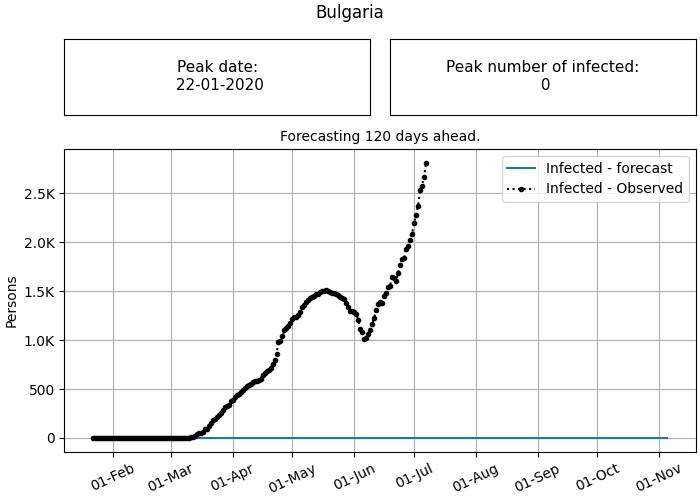 Bulgaria
Peak date:
22-01-2020
Peak number of infected:
0
Forecasting 120 days ahead.
Infected - forecast
Infected - Observed
Persons
2.5K
2.0K
1.5K
1.0K
500
0
01-Feb
01-Mar
01-Apr
01-May
01-Jun
01-Jul
01-Aug
01-Sep
01-Oct
01-Nov